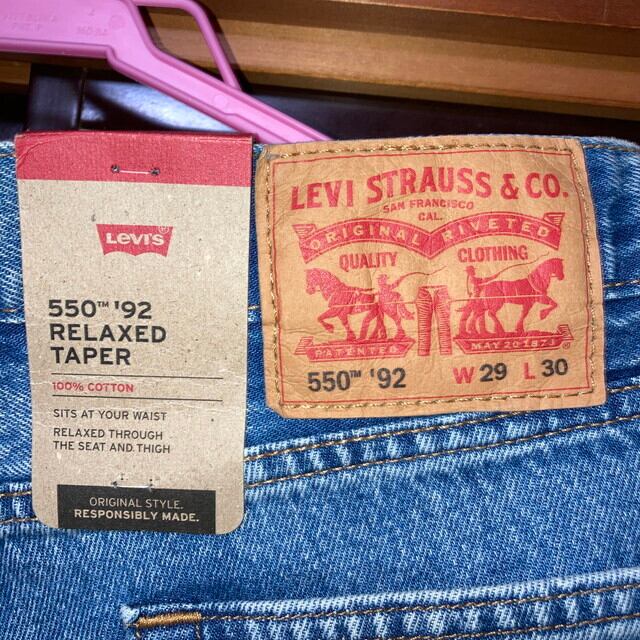 LEVI'S
550™ '92
RELAXED
TAPER
100% COTTON
SITS AT YOUR WAIST
RELAXED THROUGH
THE SEAT AND THIGH
ORIGINAL STYLE.
RESPONSIBLY MADE.
LEVI STRAUSS & CO.
SAN FRANCISCO
CAL.
ORIGINAL RIVETED
QUALITY CLOTHING
PATENTED MAY 20 1873 ®
550™ '92 W 29 L 30